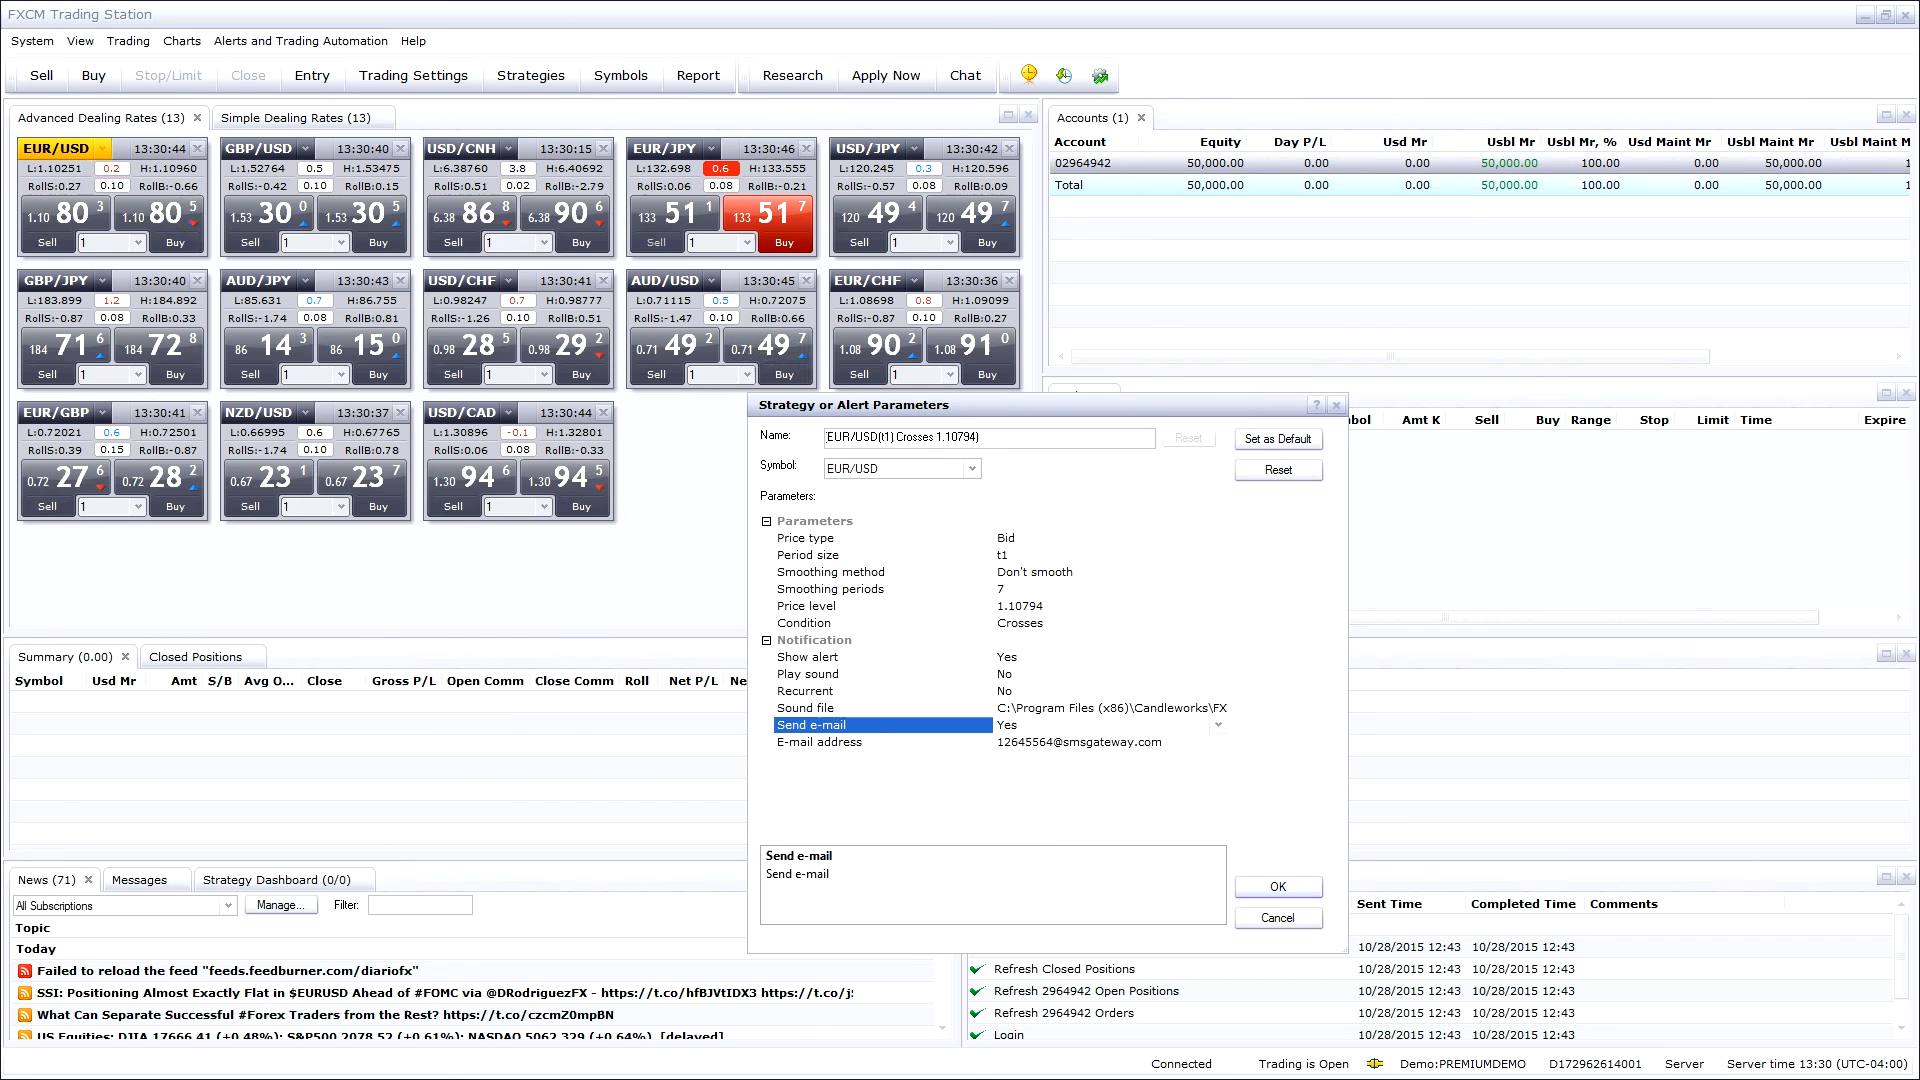 FXCM Trading Station
System View Trading Charts Alerts and Trading Automation Help
Sell Buy Stop/Limit Close Entry Trading Settings Strategies Symbols Report Research Apply Now Chat
Advanced Dealing Rates (13) Simple Dealing Rates (13)
EUR/USD 13:30:44
L:1.10251 0.2 H:1.10960
RollS:0.27 0.10 RollB:-0.66
1.10 80 3 1.10 80 5
Sell 1 Buy
GBP/USD 13:30:40
L:1.52764 0.5 H:1.53475
RollS:-0.42 0.10 RollB:0.15
1.53 30 0 1.53 30 5
Sell 1 Buy
USD/CNH 13:30:15
L:6.38760 3.8 H:6.40692
RollS:0.51 0.02 RollB:-2.79
6.38 86 8 6.38 90 6
Sell 1 Buy
EUR/JPY 13:30:46
L:132.698 0.6 H:133.555
RollS:0.06 0.08 RollB:-0.21
133 51 1 133 51 7
Sell 1 Buy
USD/JPY 13:30:42
L:120.245 0.3 H:120.596
RollS:-0.57 0.08 RollB:0.09
120 49 4 120 49 7
Sell 1 Buy
GBP/JPY 13:30:40
L:183.899 1.2 H:184.892
RollS:-0.87 0.08 RollB:0.33
184 71 6 184 72 8
Sell 1 Buy
AUD/JPY 13:30:43
L:85.631 0.7 H:86.755
RollS:-1.74 0.08 RollB:0.81
86 14 3 86 15 0
Sell 1 Buy
USD/CHF 13:30:41
L:0.98247 0.7 H:0.98777
RollS:-1.26 0.10 RollB:0.51
0.98 28 5 0.98 29 2
Sell 1 Buy
AUD/USD 13:30:45
L:0.71115 0.5 H:0.72075
RollS:-1.47 0.10 RollB:0.66
0.71 49 2 0.71 49 7
Sell 1 Buy
EUR/CHF 13:30:36
L:1.08698 0.8 H:1.09099
RollS:-0.87 0.10 RollB:0.27
1.08 90 2 1.08 91 0
Sell 1 Buy
EUR/GBP 13:30:41
L:0.72021 0.6 H:0.72501
RollS:0.39 0.15 RollB:-0.87
0.72 27 6 0.72 28 2
Sell 1 Buy
NZD/USD 13:30:37
L:0.66995 0.6 H:0.67765
RollS:-1.74 0.10 RollB:0.78
0.67 23 1 0.67 23 7
Sell 1 Buy
USD/CAD 13:30:44
L:1.30896 -0.1 H:1.32801
RollS:0.06 0.08 RollB:-0.33
1.30 94 6 1.30 94 5
Sell 1 Buy
Accounts (1)
Account Equity Day P/L Usd Mr Usbl Mr Usbl Mr, % Usd Maint Mr Usbl Maint Mr Usbl Maint M
02964942 50,000.00 0.00 0.00 50,000.00 100.00 0.00 50,000.00 1
Total 50,000.00 0.00 0.00 50,000.00 100.00 0.00 50,000.00 1
bol Amt K Sell Buy Range Stop Limit Time Expire
Strategy or Alert Parameters
Name: EUR/USD(t1) Crosses 1.10794) Reset Set as Default
Symbol: EUR/USD Reset
Parameters:
Parameters
Price type Bid
Period size t1
Smoothing method Don't smooth
Smoothing periods 7
Price level 1.10794
Condition Crosses
Notification
Show alert Yes
Play sound No
Recurrent No
Sound file C:\Program Files (x86)\Candleworks\FX
Send e-mail Yes
E-mail address 12645564@smsgateway.com
Send e-mail
Send e-mail
OK
Cancel
Summary (0.00) Closed Positions
Symbol Usd Mr Amt S/B Avg O... Close Gross P/L Open Comm Close Comm Roll Net P/L Ne
News (71) Messages Strategy Dashboard (0/0)
All Subscriptions Manage... Filter:
Topic
Today
Failed to reload the feed "feeds.feedburner.com/diariofx"
SSI: Positioning Almost Exactly Flat in $EURUSD Ahead of #FOMC via @DRodriguezFX - https://t.co/hfBJVtIDX3 https://t.co/j
What Can Separate Successful #Forex Traders from the Rest? https://t.co/czcmZ0mpBN
US Equities: DJIA 17666.41 (+0.48%); S&P500 2078.52 (+0.61%); NASDAQ 5062.329 (+0.64%). [delayed]
Sent Time Completed Time Comments
10/28/2015 12:43 10/28/2015 12:43
Refresh Closed Positions 10/28/2015 12:43 10/28/2015 12:43
Refresh 2964942 Open Positions 10/28/2015 12:43 10/28/2015 12:43
Refresh 2964942 Orders 10/28/2015 12:43 10/28/2015 12:43
Login 10/28/2015 12:43 10/28/2015 12:43
Connected Trading is Open Demo:PREMIUMDEMO D172962614001 Server Server time 13:30 (UTC-04:00)